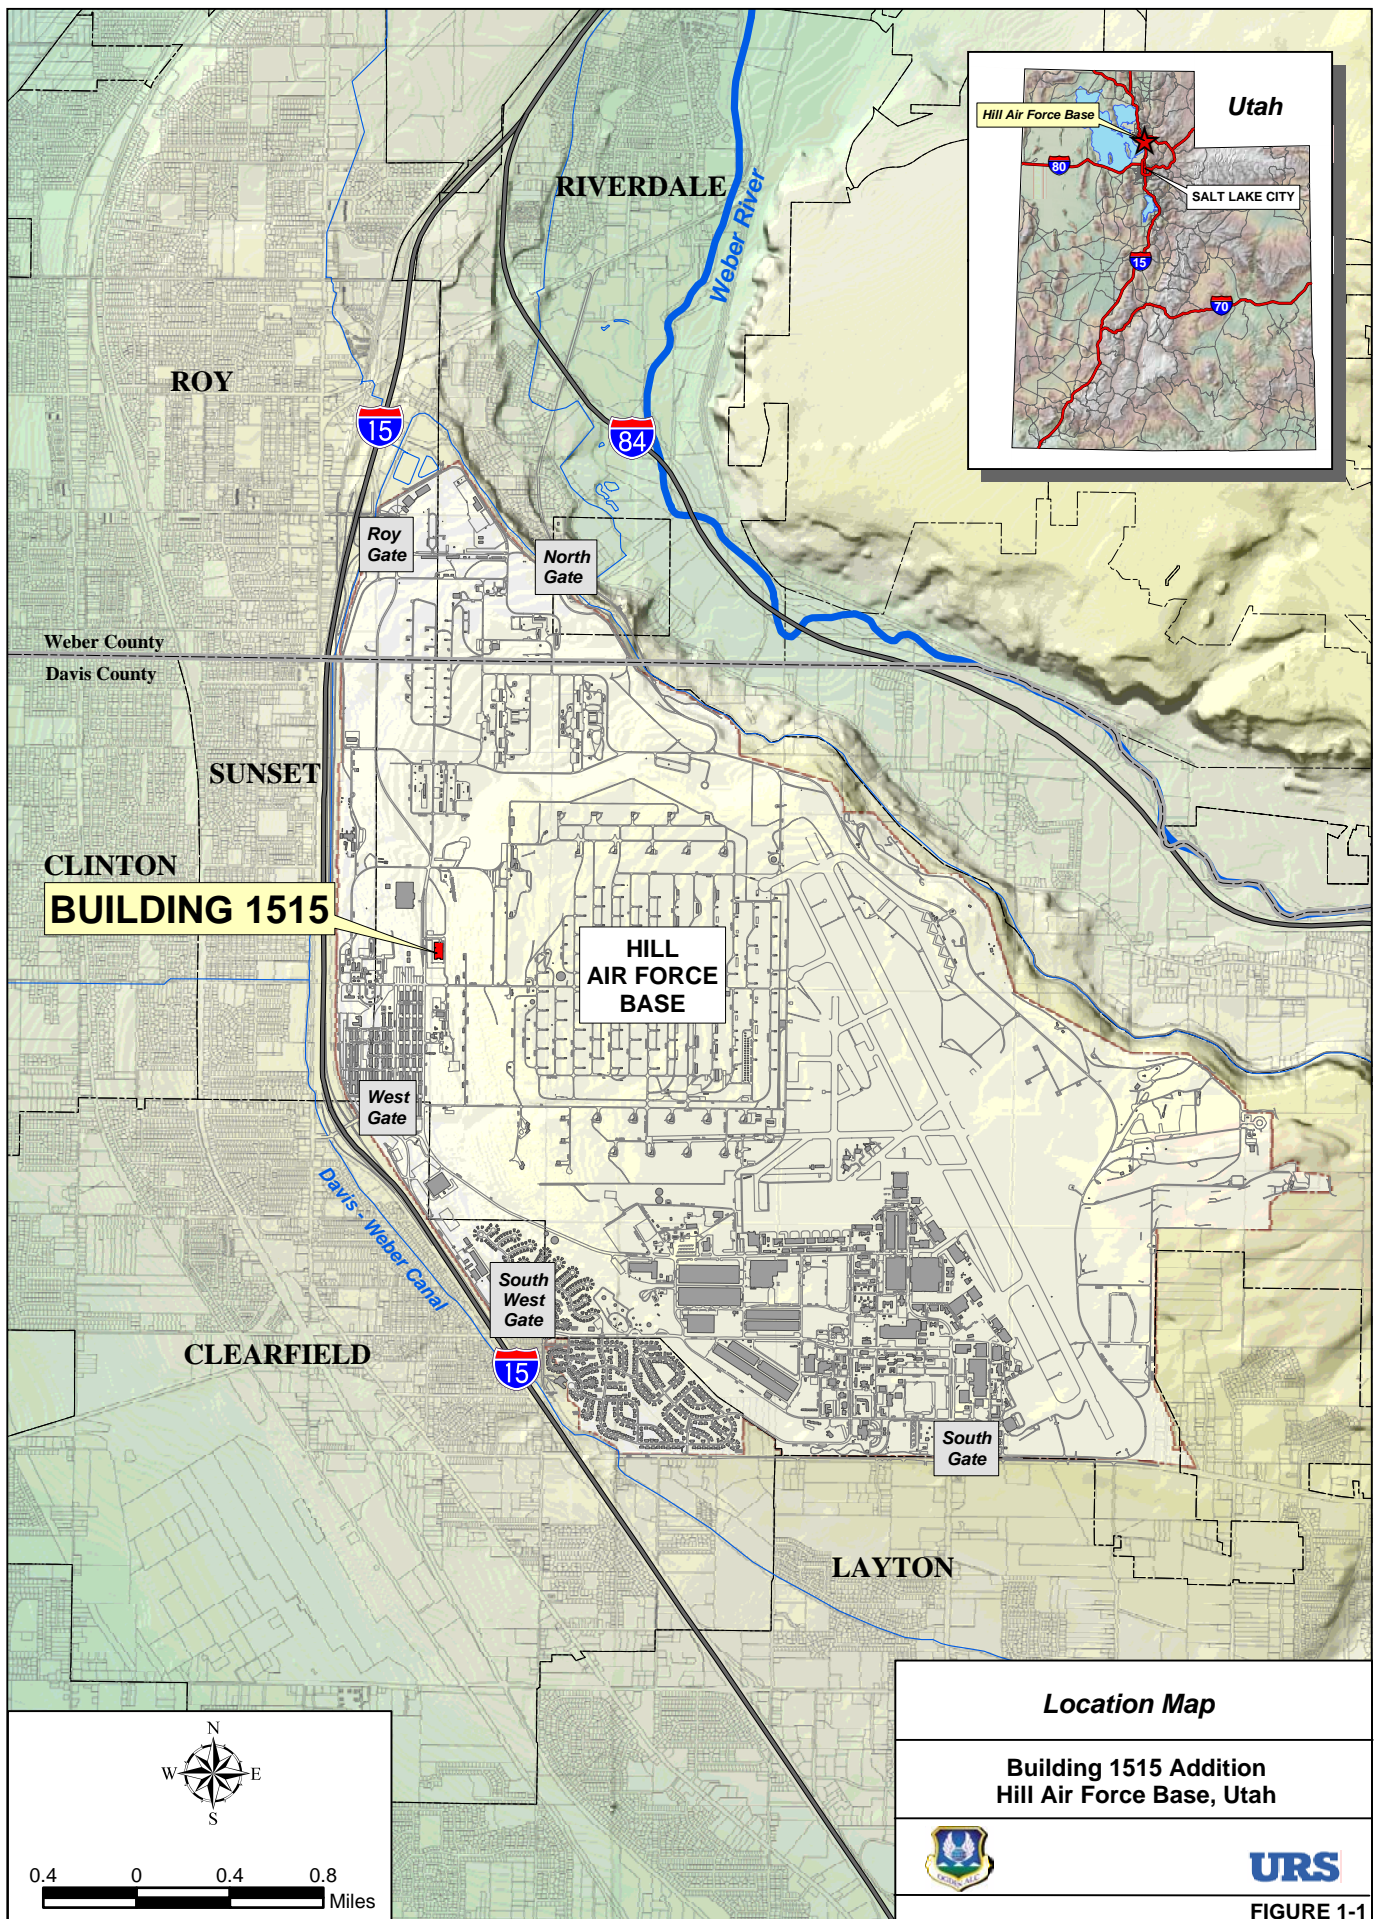 Utah
Hill Air Force Base
80
SALT LAKE CITY
15
70
RIVERDALE
Weber River
ROY
15
84
Roy
Gate
North
Gate
Weber County
Davis County
SUNSET
CLINTON
BUILDING 1515
HILL
AIR FORCE
BASE
West
Gate
Davis - Weber Canal
South
West
Gate
CLEARFIELD
15
South
Gate
LAYTON
N
W E
S
0.4 0 0.4 0.8
Miles
Location Map
Building 1515 Addition
Hill Air Force Base, Utah
OGDEN ALC
URS
FIGURE 1-1